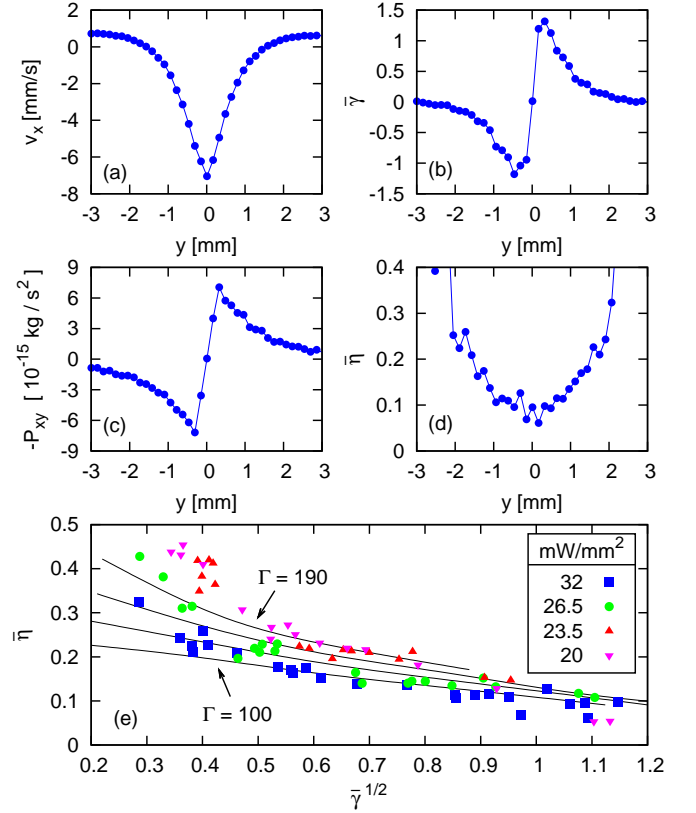 2
0
-2
-4
-6
-8
v_x [mm/s]
(a)
-3 -2 -1 0 1 2 3
y [mm]
1.5
1
0.5
0
-0.5
-1
-1.5
γ̄
(b)
-3 -2 -1 0 1 2 3
y [mm]
9
6
3
0
-3
-6
-9
-P_xy [10^-15 kg / s^2]
(c)
-3 -2 -1 0 1 2 3
y [mm]
0.4
0.3
0.2
0.1
0
η̄
(d)
-3 -2 -1 0 1 2 3
y [mm]
0.5
0.4
0.3
0.2
0.1
0
η̄
Γ = 190
Γ = 100
(e)
mW/mm^2
32
26.5
23.5
20
0.2 0.3 0.4 0.5 0.6 0.7 0.8 0.9 1 1.1 1.2
γ̄ ^1/2